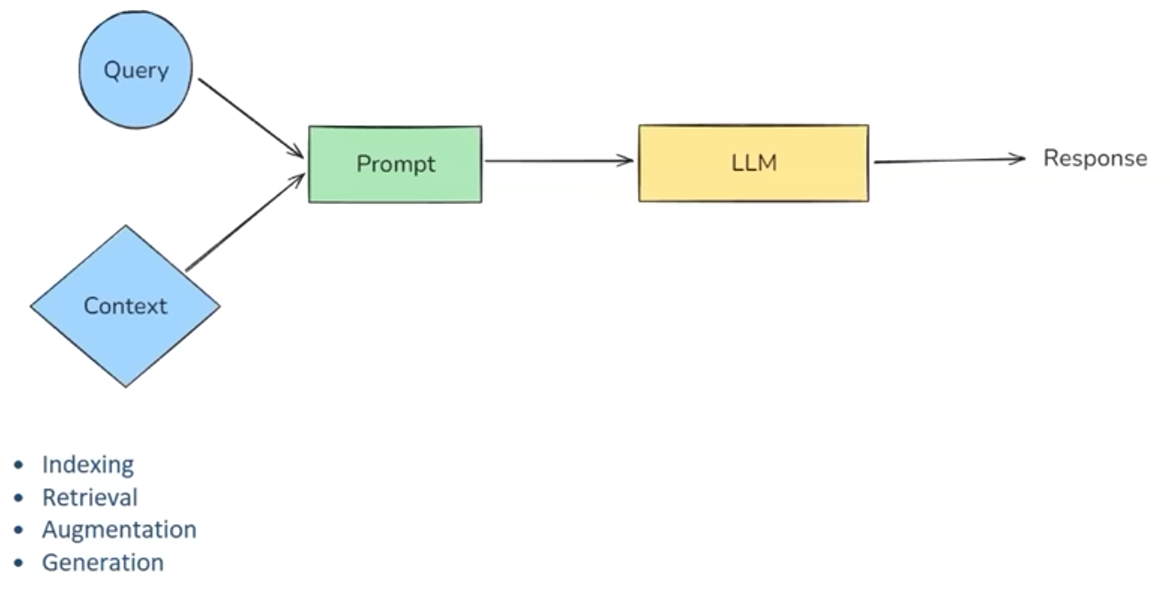 Query
Prompt
LLM
Response
Context
• Indexing
• Retrieval
• Augmentation
• Generation